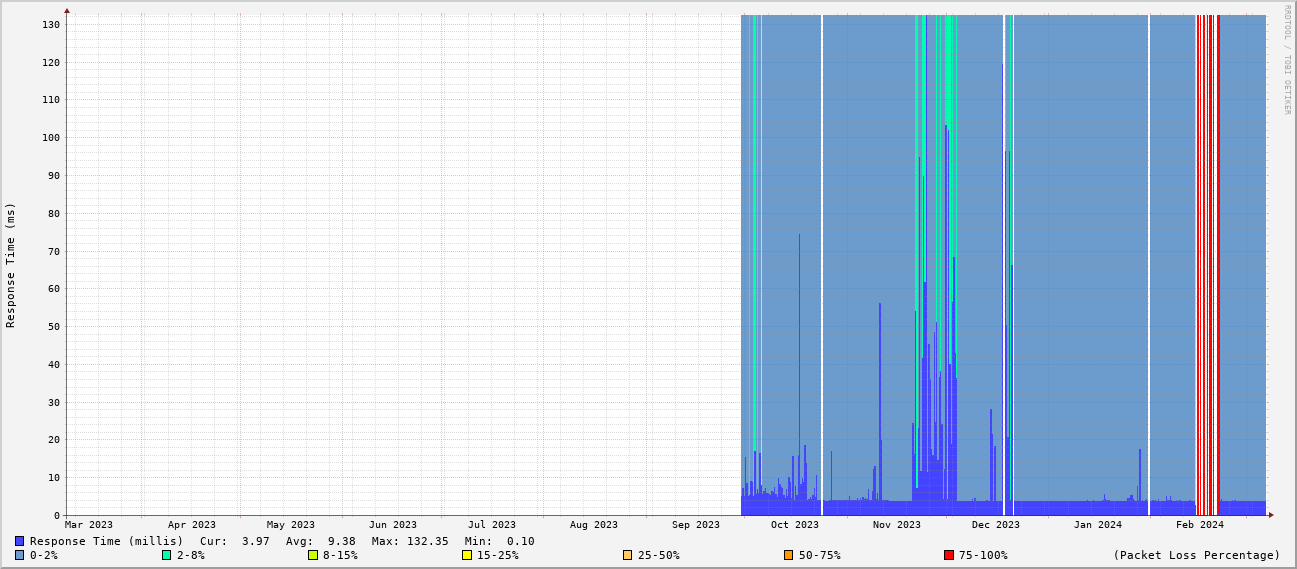 RRDTOOL / TOBI OETIKER
Response Time (ms)
130
120
110
100
90
80
70
60
50
40
30
20
10
0
Mar 2023 Apr 2023 May 2023 Jun 2023 Jul 2023 Aug 2023 Sep 2023 Oct 2023 Nov 2023 Dec 2023 Jan 2024 Feb 2024
Response Time (millis) Cur: 3.97 Avg: 9.38 Max: 132.35 Min: 0.10
0-2% 2-8% 8-15% 15-25% 25-50% 50-75% 75-100% (Packet Loss Percentage)